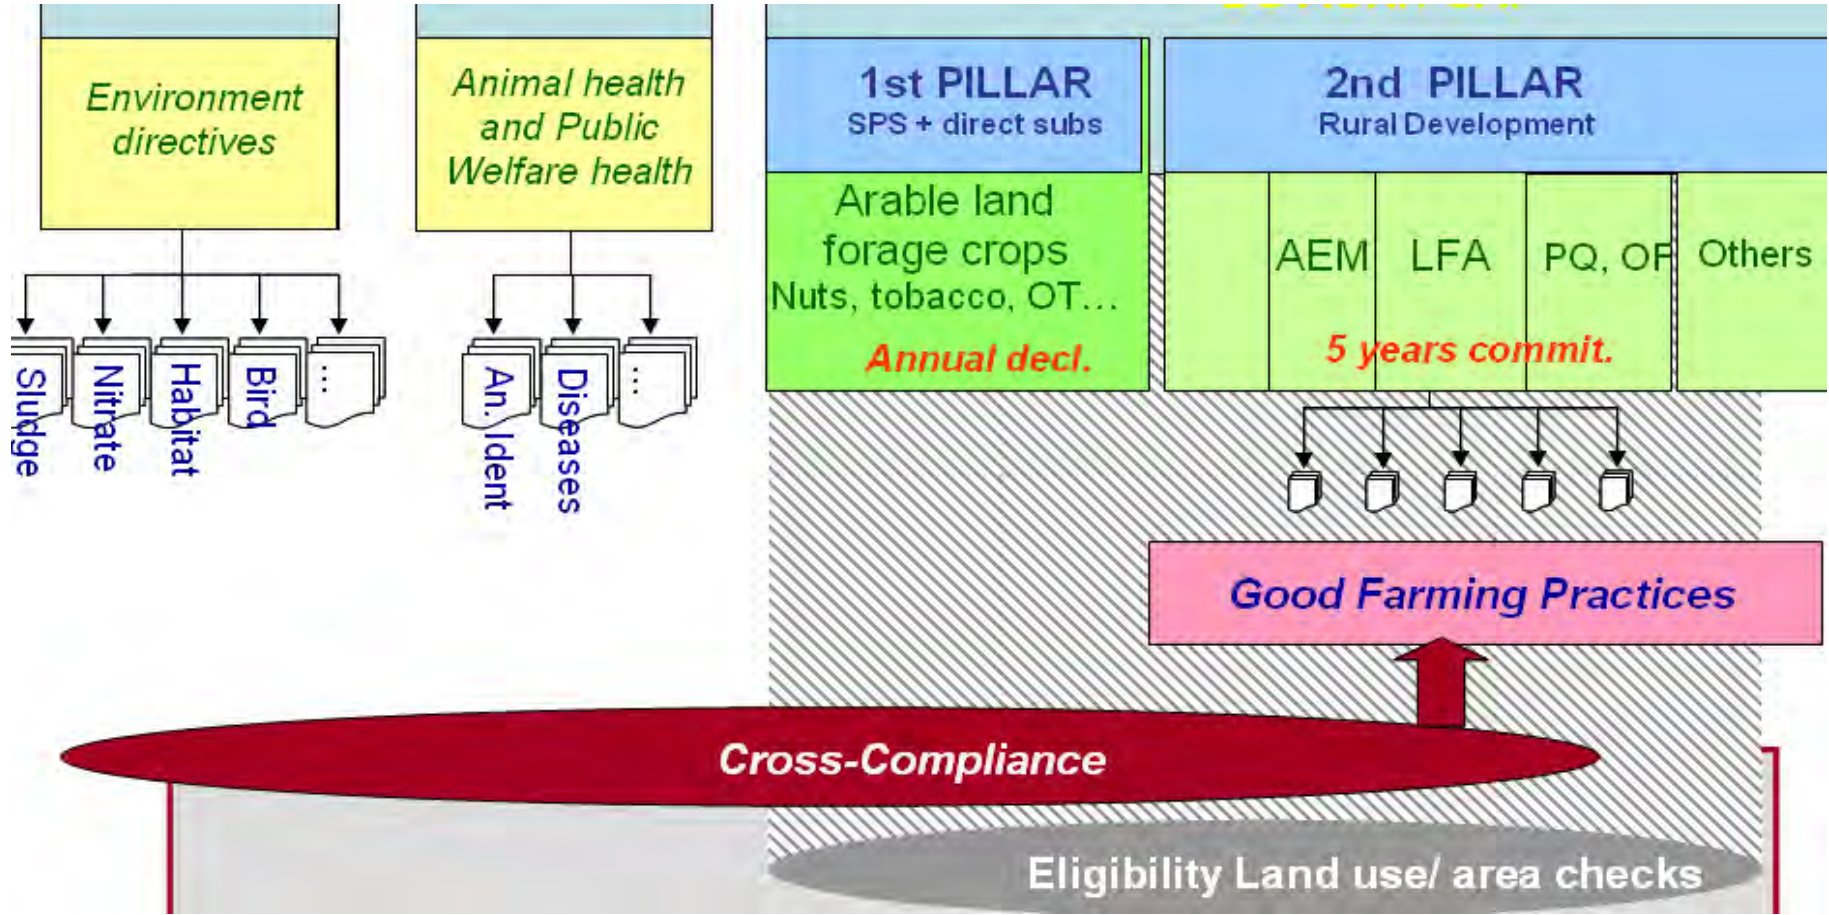 Environment
directives
Animal health
and Public
Welfare health
1st PILLAR
SPS + direct subs
2nd PILLAR
Rural Development
Arable land
forage crops
Nuts, tobacco, OT...
Annual decl.
AEM
LFA
PQ, OF
Others
5 years commit.
Sludge
Nitrate
Habitat
Bird
...
An. Ident
Diseases
...
Good Farming Practices
Cross-Compliance
Eligibility Land use/ area checks